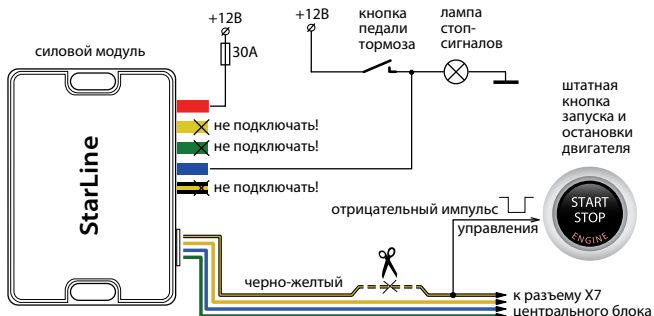 силовой модуль
+12В
30А
+12В
кнопка
педали
тормоза
лампа
стоп-
сигналов
не подключать!
не подключать!
не подключать!
StarLine
штатная
кнопка
запуска и
остановки
двигателя
START
STOP
ENGINE
отрицательный импульс
управления
черно-желтый
к разъему X7
центрального блока